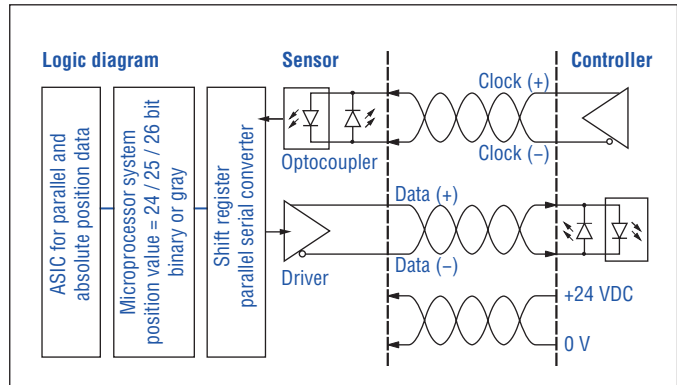 Logic diagram
Sensor
Controller
ASIC for parallel and
absolute position data
Microprocessor system
position value = 24 / 25 / 26 bit
binary or gray
Shift register
parallel serial converter
Optocoupler
Driver
Clock (+)
Clock (–)
Data (+)
Data (–)
+24 VDC
0 V